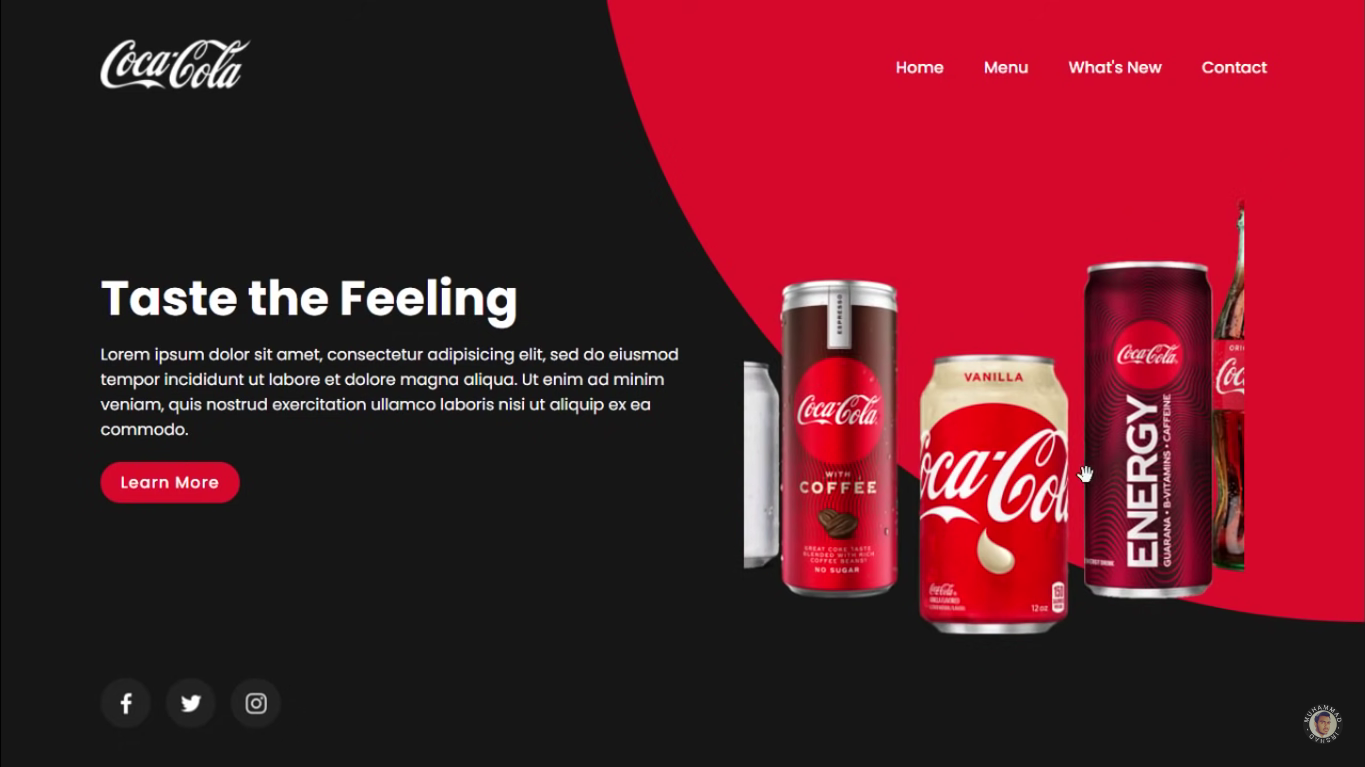 Coca-Cola
Home Menu What's New Contact
Taste the Feeling
Lorem ipsum dolor sit amet, consectetur adipisicing elit, sed do eiusmod
tempor incididunt ut labore et dolore magna aliqua. Ut enim ad minim
veniam, quis nostrud exercitation ullamco laboris nisi ut aliquip ex ea
commodo.
Learn More
ESPRESSO
Coca-Cola
WITH
COFFEE
GREAT COKE TASTE
BLENDED WITH RICH
COFFEE BEANS!
NO SUGAR
VANILLA
Coca-Col
Coca-Cola
12 oz
Coca-Cola
ENERGY
GUARANA • B-VITAMINS • CAFFEINE
MUHAMMAD